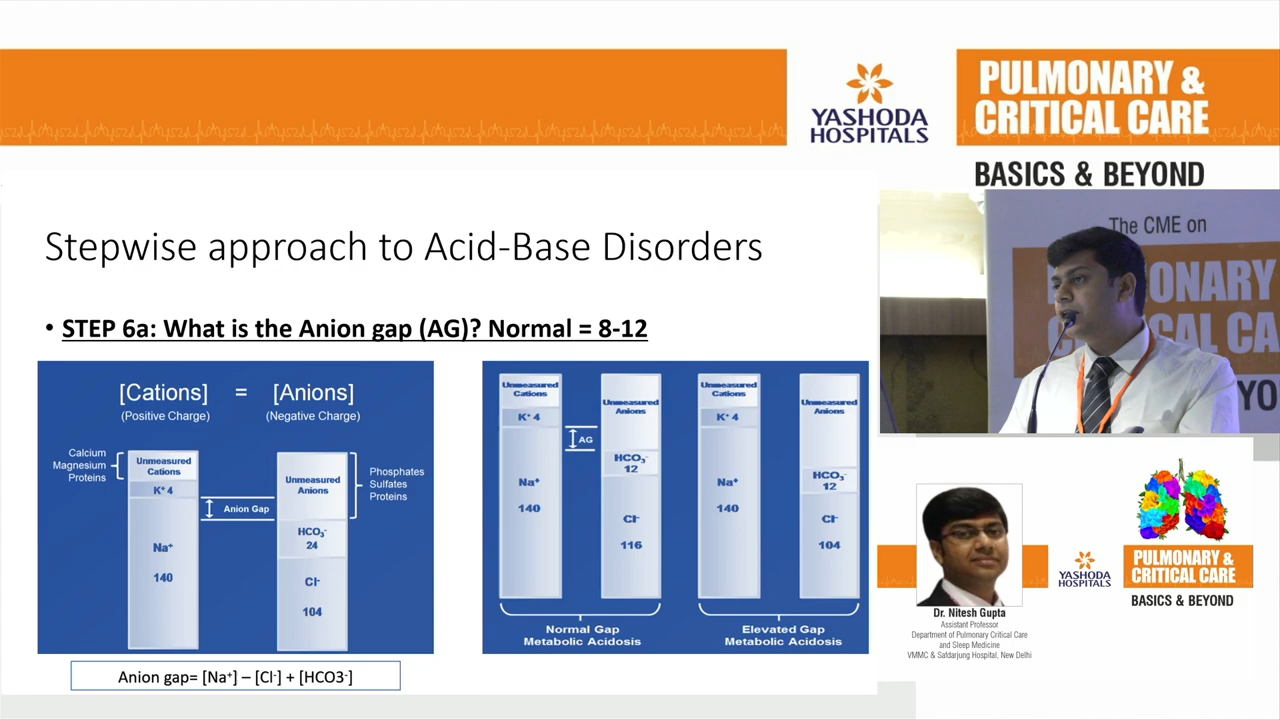 YASHODA
HOSPITALS
PULMONARY &
CRITICAL CARE
BASICS & BEYOND
Stepwise approach to Acid-Base Disorders
• STEP 6a: What is the Anion gap (AG)? Normal = 8-12
[Cations] = [Anions]
(Positive Charge) (Negative Charge)
Calcium
Magnesium
Proteins
Unmeasured
Cations
K⁺ 4
Na⁺
140
Anion Gap
Unmeasured
Anions
HCO₃⁻
24
Cl⁻
104
Phosphates
Sulfates
Proteins
Anion gap= [Na⁺] – [Cl⁻] + [HCO3⁻]
Unmeasured
Cations
K⁺ 4
Na⁺
140
AG
Unmeasured
Anions
HCO₃⁻
12
Cl⁻
116
Normal Gap
Metabolic Acidosis
Unmeasured
Cations
K⁺ 4
Na⁺
140
Unmeasured
Anions
HCO₃⁻
12
Cl⁻
104
Elevated Gap
Metabolic Acidosis
The CME on
ONARY
CAL CA
YO
Dr. Nitesh Gupta
Assistant Professor
Department of Pulmonary Critical Care
and Sleep Medicine
VMMC & Safdarjung Hospital, New Delhi
YASHODA
HOSPITALS
PULMONARY &
CRITICAL CARE
BASICS & BEYOND